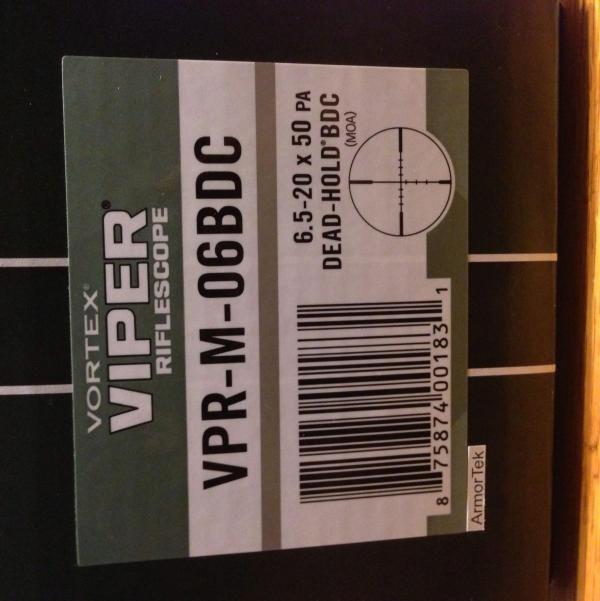 VORTEX®
VIPER®
RIFLESCOPE
VPR-M-06BDC
6.5-20 x 50 PA
DEAD-HOLD® BDC
(MOA)
8 75874 00183 1
ArmorTek